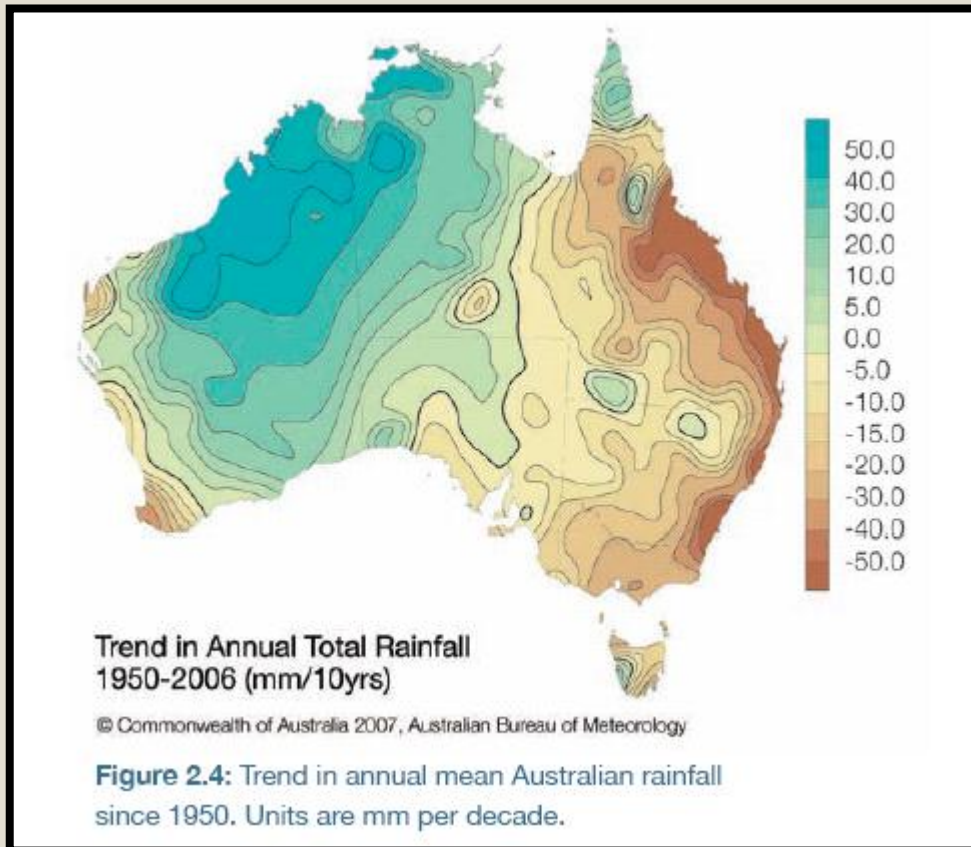 50.0
40.0
30.0
20.0
10.0
5.0
0.0
-5.0
-10.0
-15.0
-20.0
-30.0
-40.0
-50.0
Trend in Annual Total Rainfall
1950-2006 (mm/10yrs)
© Commonwealth of Australia 2007, Australian Bureau of Meteorology
Figure 2.4: Trend in annual mean Australian rainfall
since 1950. Units are mm per decade.